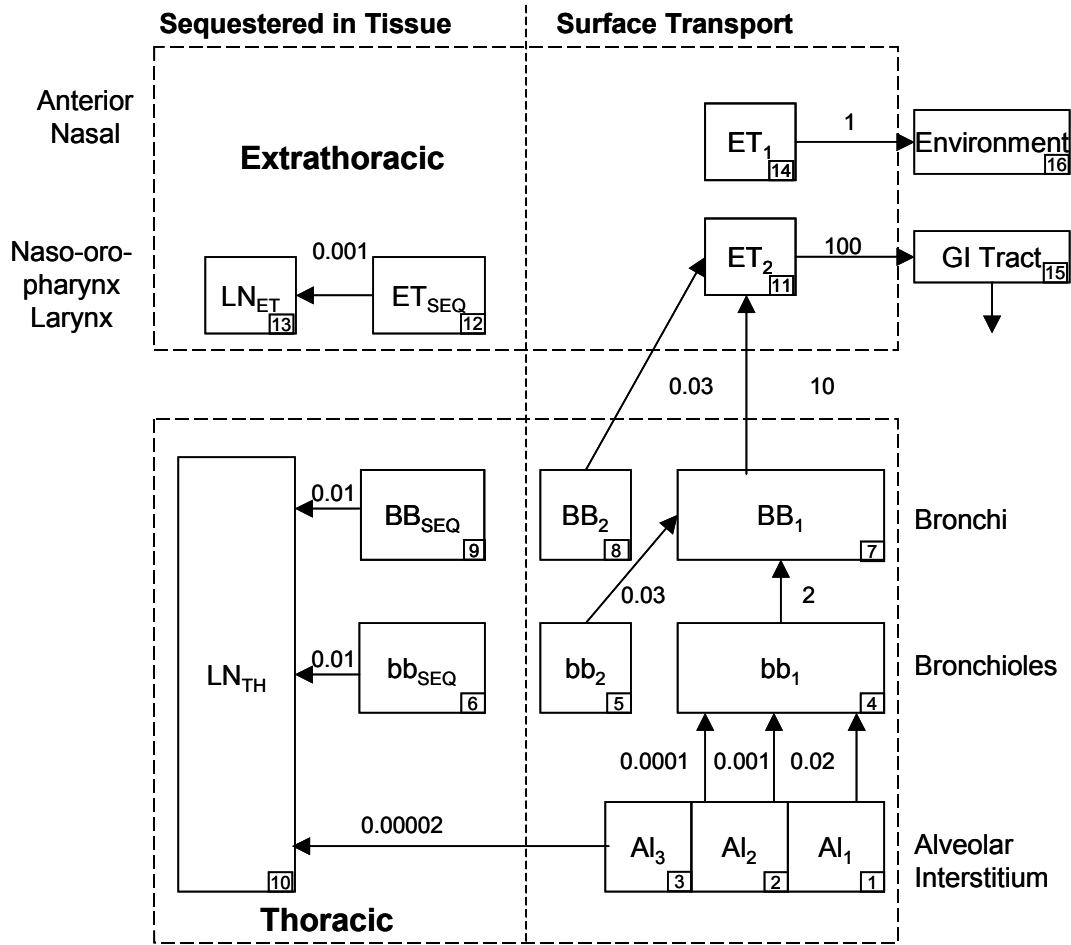 Sequestered in Tissue
Surface Transport
Anterior
Nasal
Extrathoracic
ET1
14
1
Environment
16
Naso-oro-
pharynx
Larynx
LNET
13
0.001
ETSEQ
12
ET2
11
100
GI Tract
15
0.03
10
LNTH
10
0.01
BBSEQ
9
BB2
8
BB1
7
Bronchi
0.03
2
0.01
bbSEQ
6
bb2
5
bb1
4
Bronchioles
0.0001
0.001
0.02
0.00002
AI3
3
AI2
2
AI1
1
Alveolar
Interstitium
Thoracic